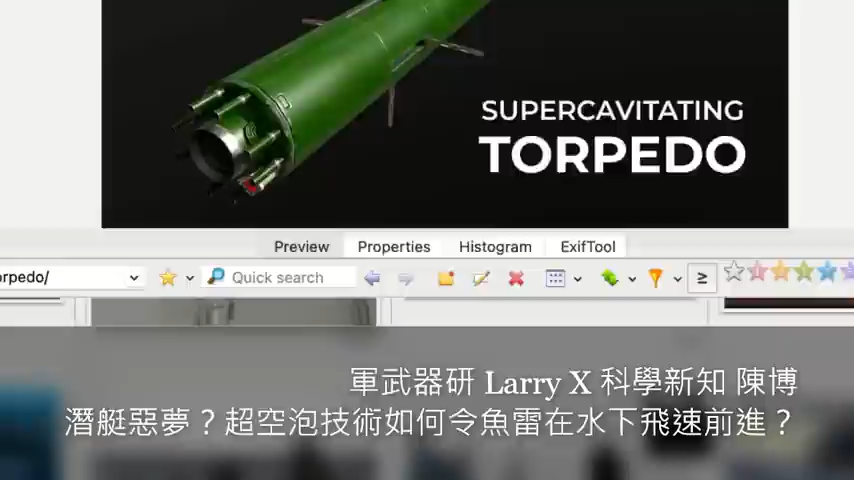 SUPERCAVITATING
TORPEDO
Preview Properties Histogram ExifTool
orpedo/ Quick search ≥
軍武器研 Larry X 科學新知 陳博
潛艇惡夢？超空泡技術如何令魚雷在水下飛速前進？